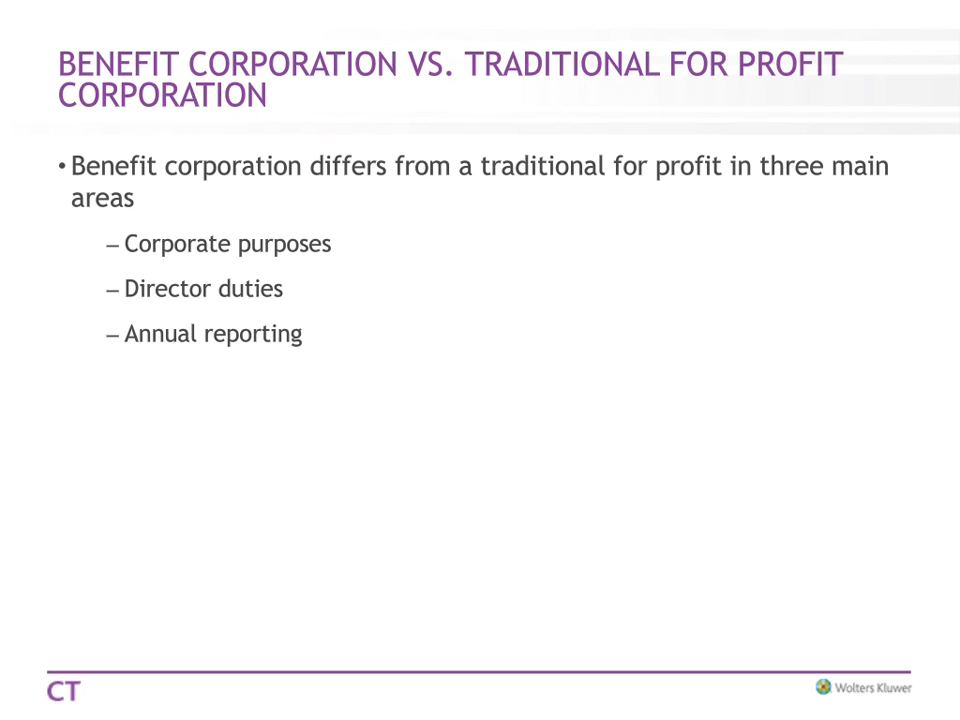 BENEFIT CORPORATION VS. TRADITIONAL FOR PROFIT
CORPORATION
• Benefit corporation differs from a traditional for profit in three main
areas
– Corporate purposes
– Director duties
– Annual reporting
CT
Wolters Kluwer